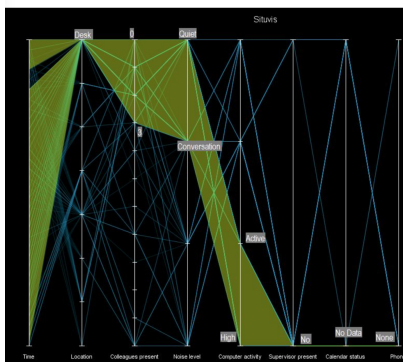 Situvis
Desk
0
Quiet
3
Conversation
Active
High
No
No Data
None
Time
Location
Colleagues present
Noise level
Computer activity
Supervisor present
Calendar status
Phon